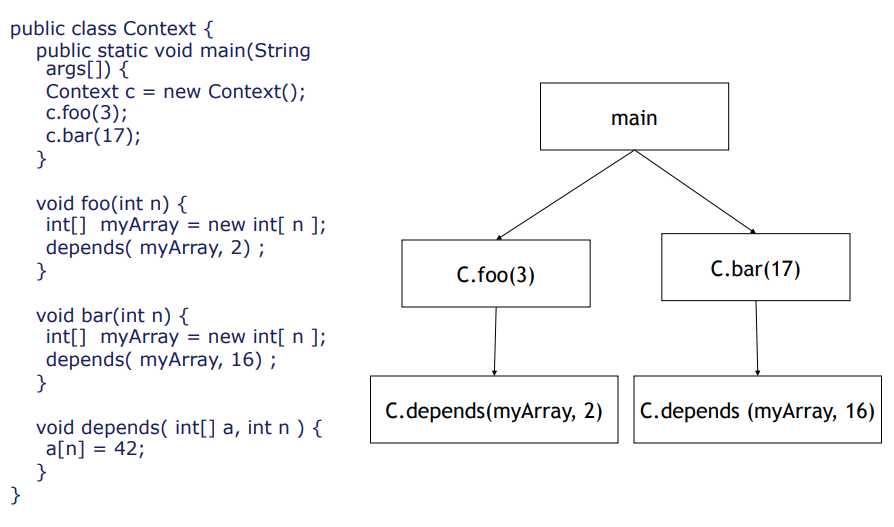 public class Context {
public static void main(String
args[]) {
Context c = new Context();
c.foo(3);
c.bar(17);
}
void foo(int n) {
int[]  myArray = new int[ n ];
depends( myArray, 2) ;
}
void bar(int n) {
int[]  myArray = new int[ n ];
depends( myArray, 16) ;
}
void depends( int[] a, int n ) {
a[n] = 42;
}
}
main
C.foo(3)
C.bar(17)
C.depends(myArray, 2)
C.depends (myArray, 16)